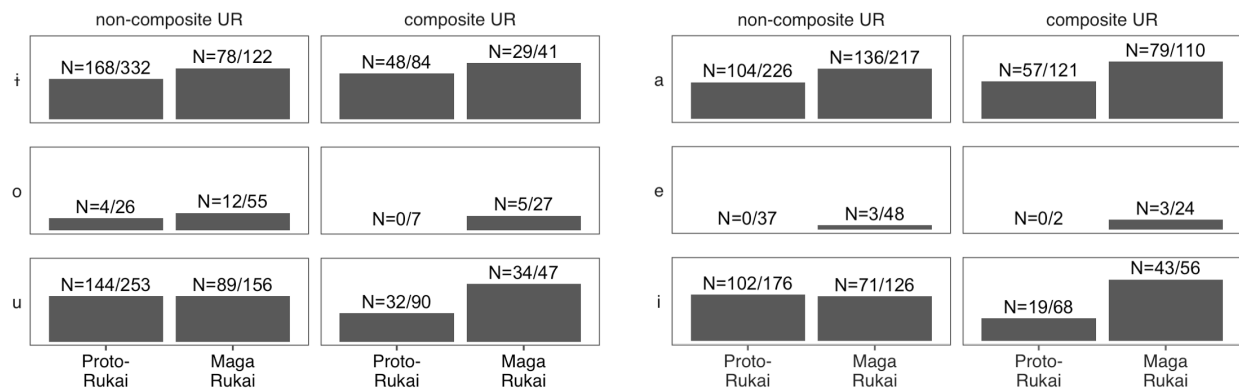 non-composite UR composite UR
ɨ N=168/332 N=78/122 N=48/84 N=29/41
o N=4/26 N=12/55 N=0/7 N=5/27
u N=144/253 N=89/156 N=32/90 N=34/47
Proto-Rukai Maga Rukai Proto-Rukai Maga Rukai
non-composite UR composite UR
a N=104/226 N=136/217 N=57/121 N=79/110
e N=0/37 N=3/48 N=0/2 N=3/24
i N=102/176 N=71/126 N=19/68 N=43/56
Proto-Rukai Maga Rukai Proto-Rukai Maga Rukai